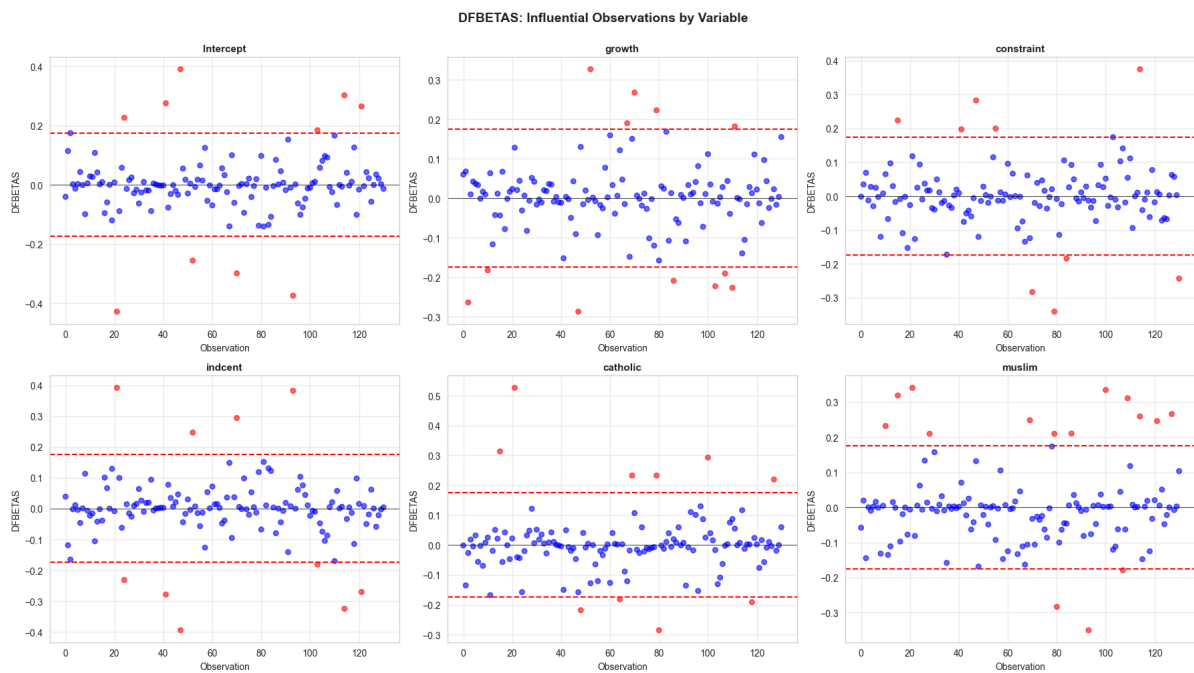 DFBETAS: Influential Observations by Variable
Intercept
DFBETAS
0.4
0.2
0.0
−0.2
−0.4
0 20 40 60 80 100 120
Observation
growth
DFBETAS
0.3
0.2
0.1
0.0
−0.1
−0.2
−0.3
0 20 40 60 80 100 120
Observation
constraint
DFBETAS
0.4
0.3
0.2
0.1
0.0
−0.1
−0.2
−0.3
0 20 40 60 80 100 120
Observation
indcent
DFBETAS
0.4
0.3
0.2
0.1
0.0
−0.1
−0.2
−0.3
−0.4
0 20 40 60 80 100 120
Observation
catholic
DFBETAS
0.5
0.4
0.3
0.2
0.1
0.0
−0.1
−0.2
−0.3
0 20 40 60 80 100 120
Observation
muslim
DFBETAS
0.3
0.2
0.1
0.0
−0.1
−0.2
−0.3
0 20 40 60 80 100 120
Observation